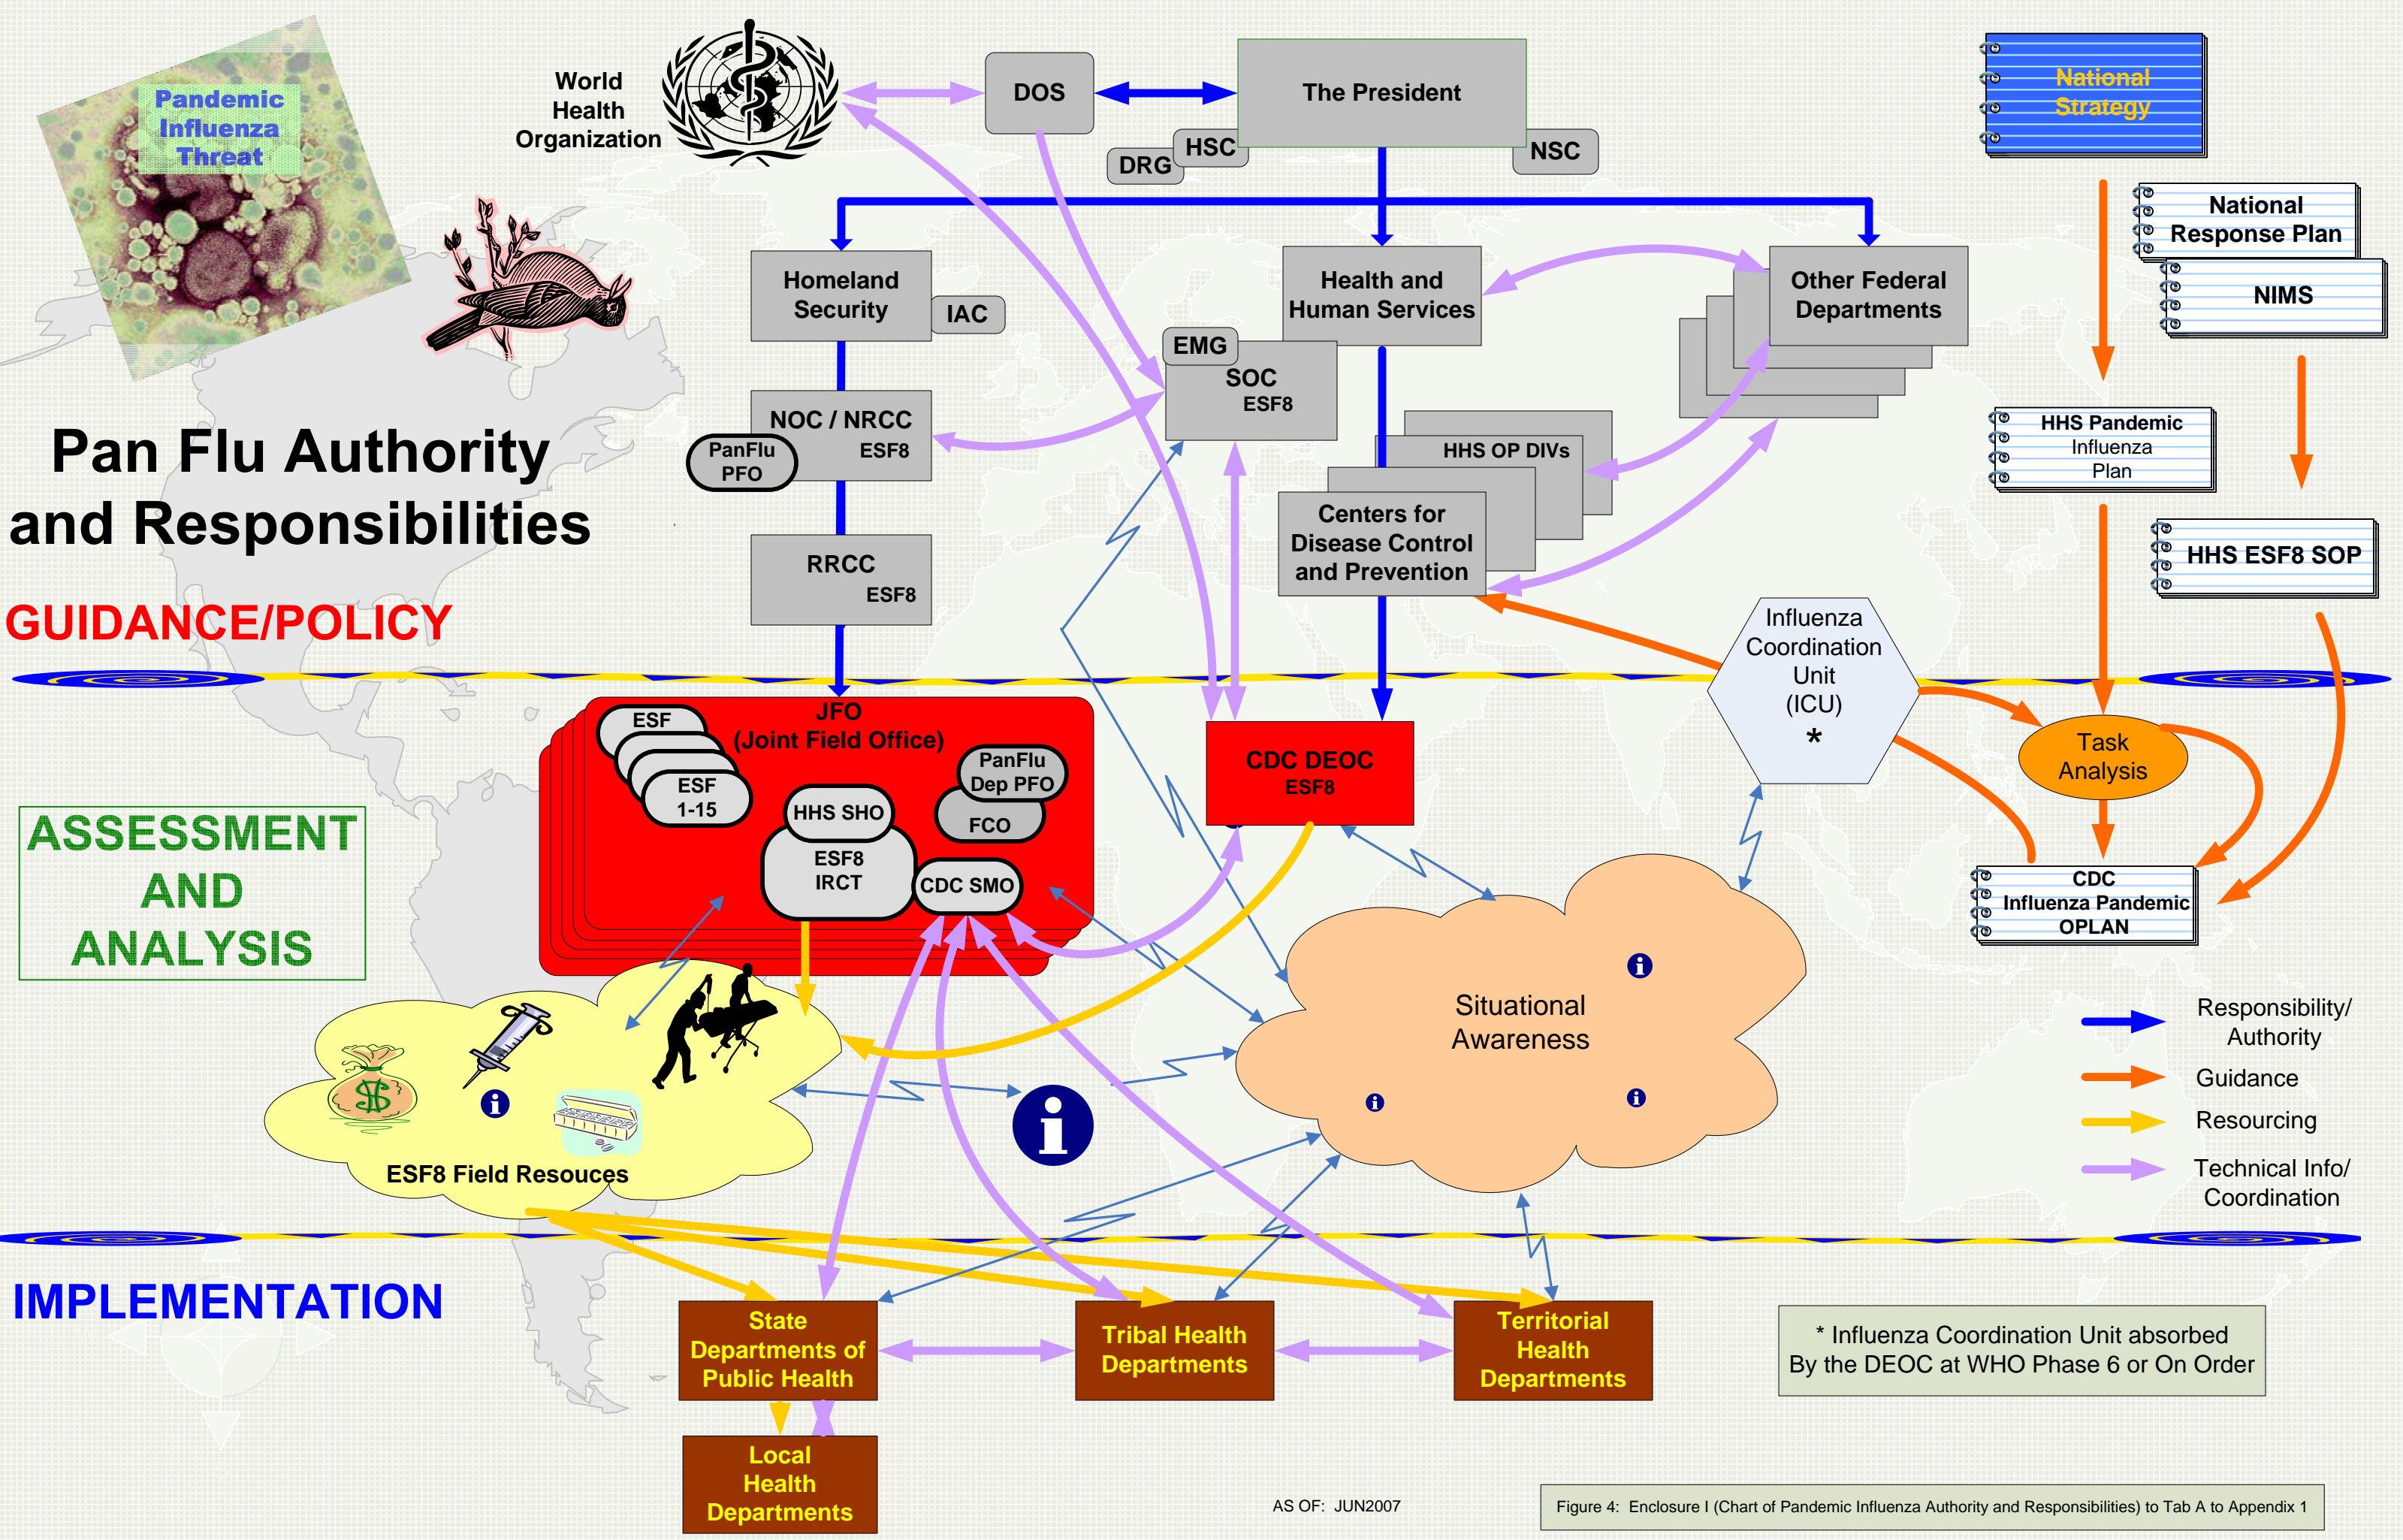 Pandemic
Influenza
Threat
World
Health
Organization
DOS
The President
DRG
HSC
NSC
National
Strategy
National
Response Plan
NIMS
Homeland
Security
IAC
Health and
Human Services
Other Federal
Departments
EMG
SOC
ESF8
NOC / NRCC
ESF8
PanFlu
PFO
HHS OP DIVs
HHS Pandemic
Influenza
Plan
Pan Flu Authority
and Responsibilities
Centers for
Disease Control
and Prevention
RRCC
ESF8
HHS ESF8 SOP
GUIDANCE/POLICY
Influenza
Coordination
Unit
(ICU)
*
JFO
(Joint Field Office)
ESF
ESF
1-15
PanFlu
Dep PFO
FCO
HHS SHO
ESF8
IRCT
CDC SMO
CDC DEOC
ESF8
Task
Analysis
ASSESSMENT
AND
ANALYSIS
CDC
Influenza Pandemic
OPLAN
Situational
Awareness
i
i
i
i
i
$
ESF8 Field Resouces
Responsibility/
Authority
Guidance
Resourcing
Technical Info/
Coordination
IMPLEMENTATION
State
Departments of
Public Health
Tribal Health
Departments
Territorial
Health
Departments
* Influenza Coordination Unit absorbed
By the DEOC at WHO Phase 6 or On Order
Local
Health
Departments
AS OF: JUN2007
Figure 4: Enclosure I (Chart of Pandemic Influenza Authority and Responsibilities) to Tab A to Appendix 1